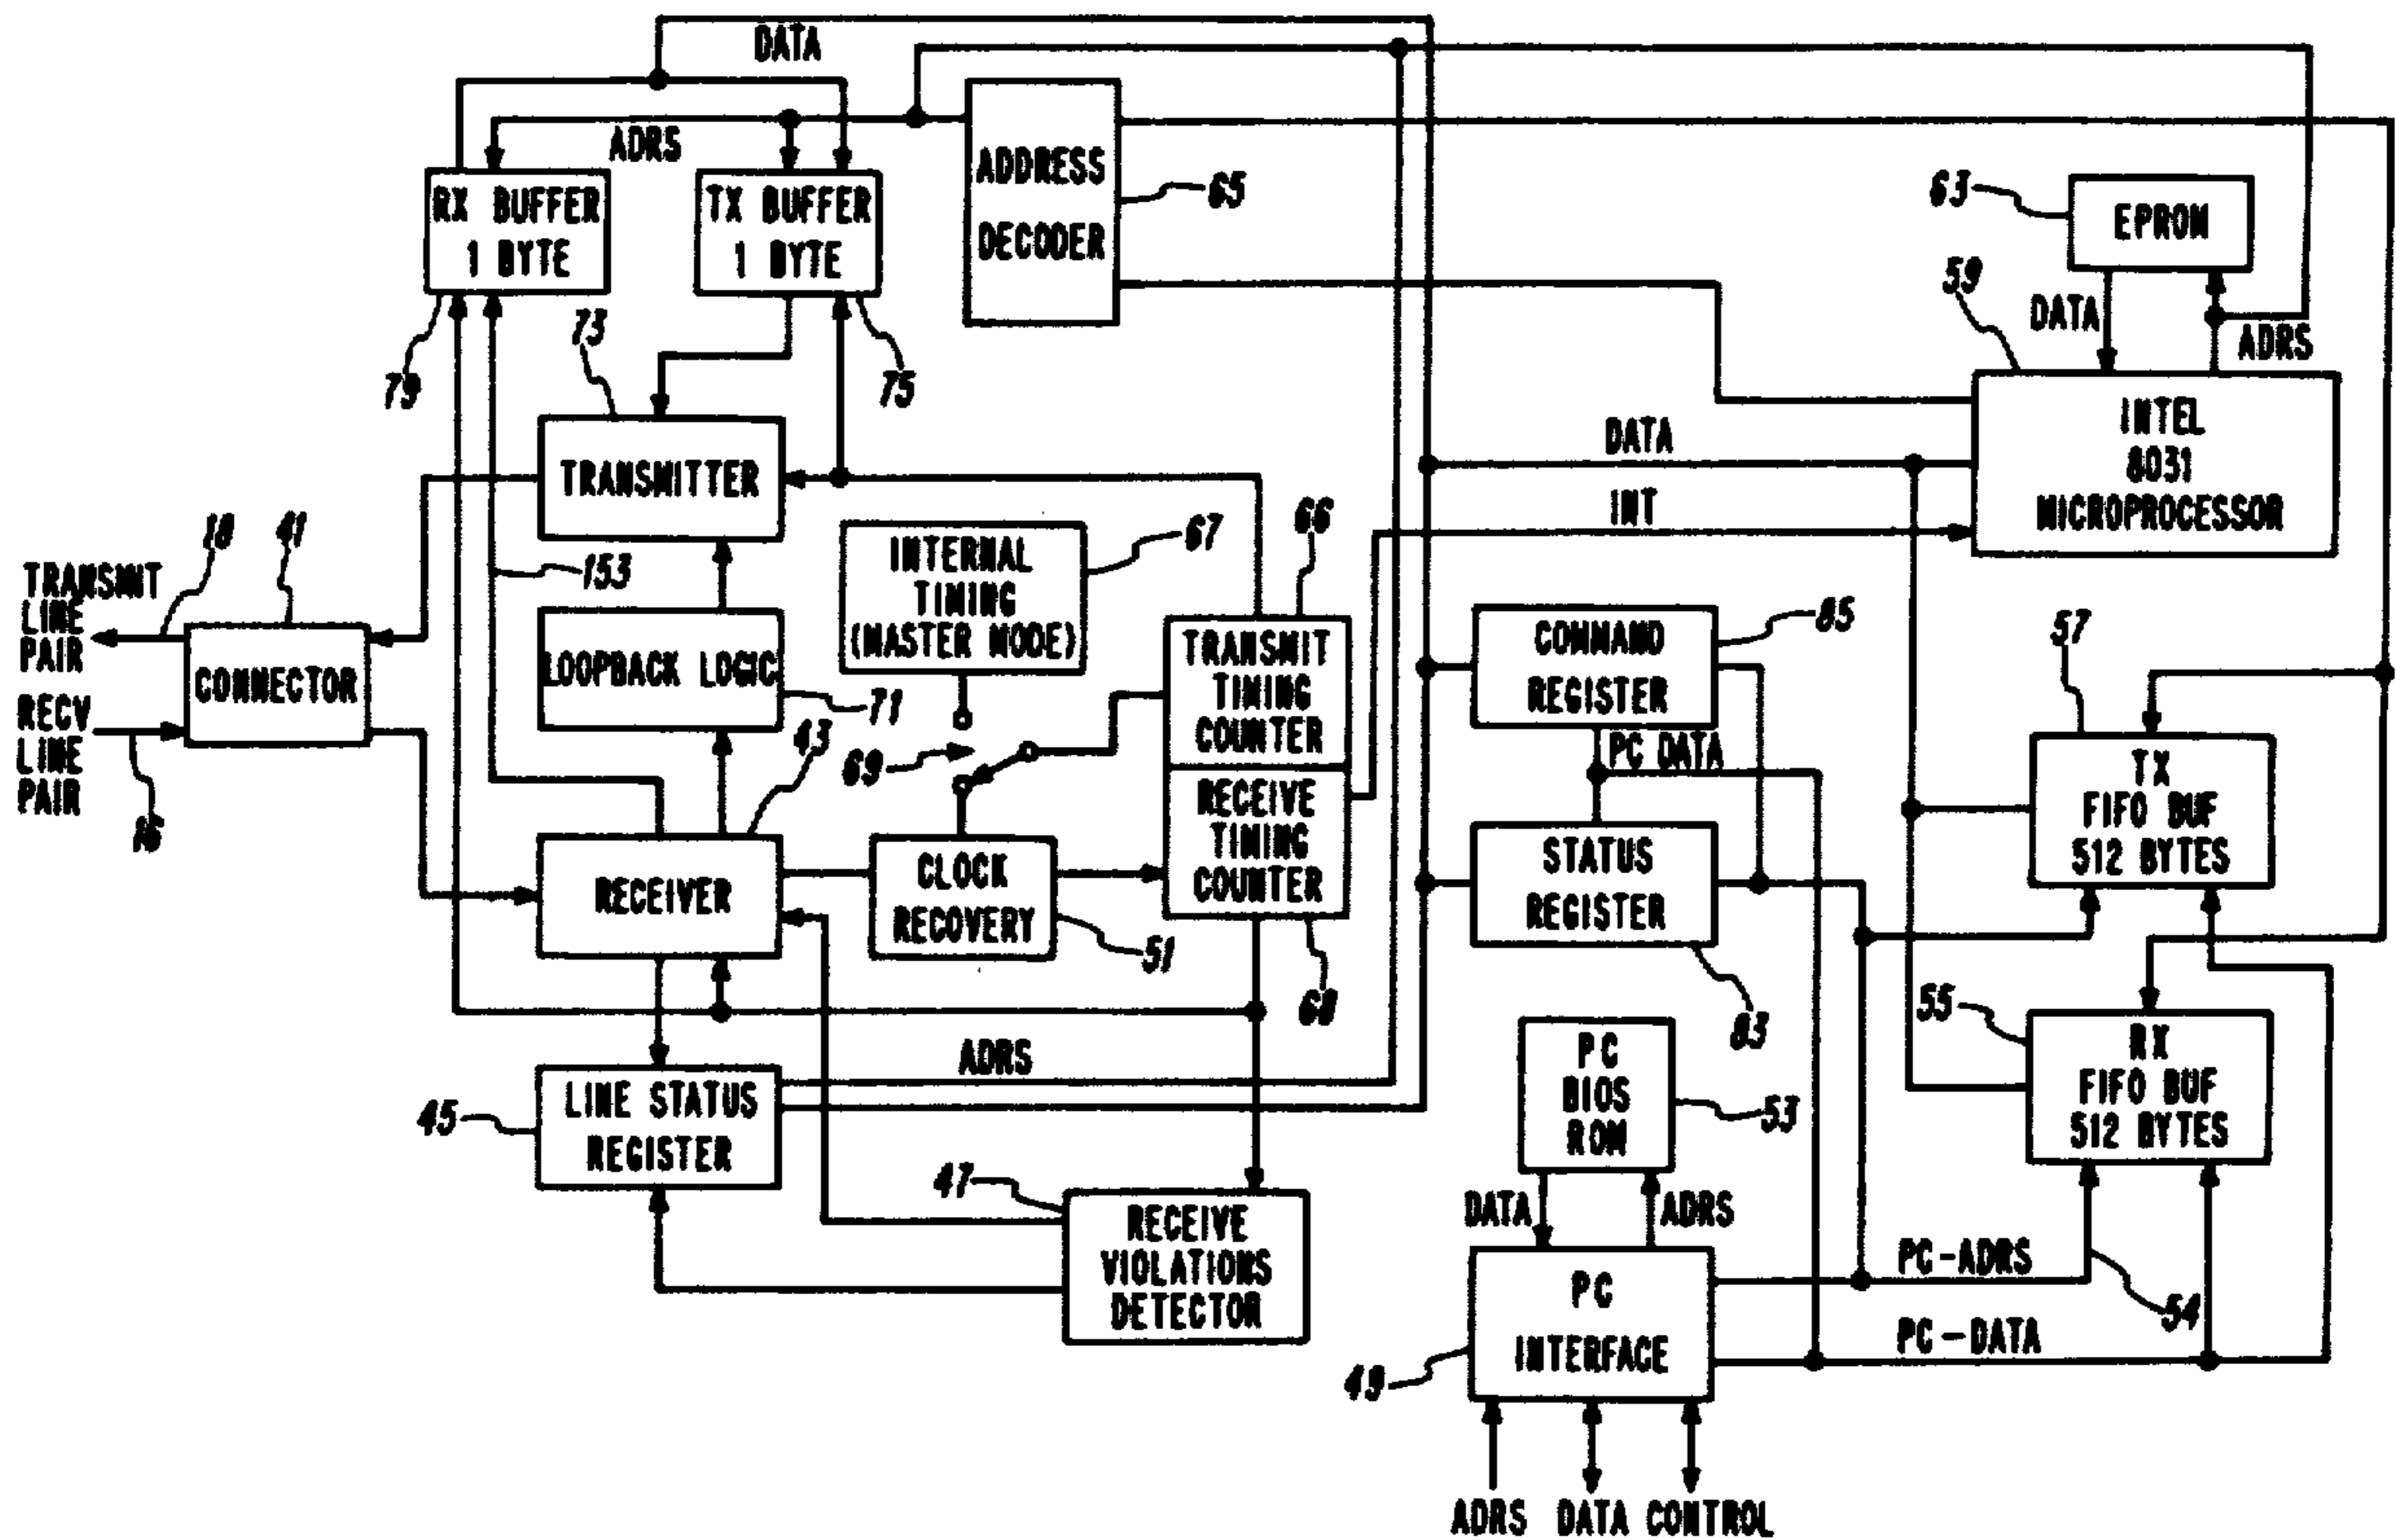 DATA
ADRS
RX BUFFER
1 BYTE
TX BUFFER
1 BYTE
ADDRESS
DECODER
65
63
EPROM
59
DATA
ADRS
79
73
75
TRANSMITTER
DATA
INTEL
8031
MICROPROCESSOR
INT
18
41
153
INTERNAL
TIMING
(MASTER MODE)
67
66
TRANSMIT
LINE
PAIR
CONNECTOR
RECV
LINE
PAIR
16
LOOPBACK LOGIC
71
43
69
TRANSMIT
TIMING
COUNTER
RECEIVE
TIMING
COUNTER
68
COMMAND
REGISTER
85
PC DATA
STATUS
REGISTER
83
57
TX
FIFO BUF
512 BYTES
RECEIVER
CLOCK
RECOVERY
51
55
RX
FIFO BUF
512 BYTES
ADRS
LINE STATUS
REGISTER
45
47
RECEIVE
VIOLATIONS
DETECTOR
PC
BIOS
ROM
53
DATA
ADRS
PC
INTERFACE
49
PC-ADRS
54
PC-DATA
ADRS DATA CONTROL